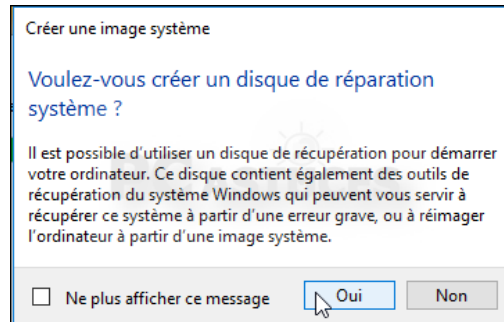 Créer une image système
Voulez-vous créer un disque de réparation
système ?
Il est possible d'utiliser un disque de récupération pour démarrer
votre ordinateur. Ce disque contient également des outils de
récupération du système Windows qui peuvent vous servir à
récupérer ce système à partir d'une erreur grave, ou à réimager
l'ordinateur à partir d'une image système.
Ne plus afficher ce message
Oui
Non